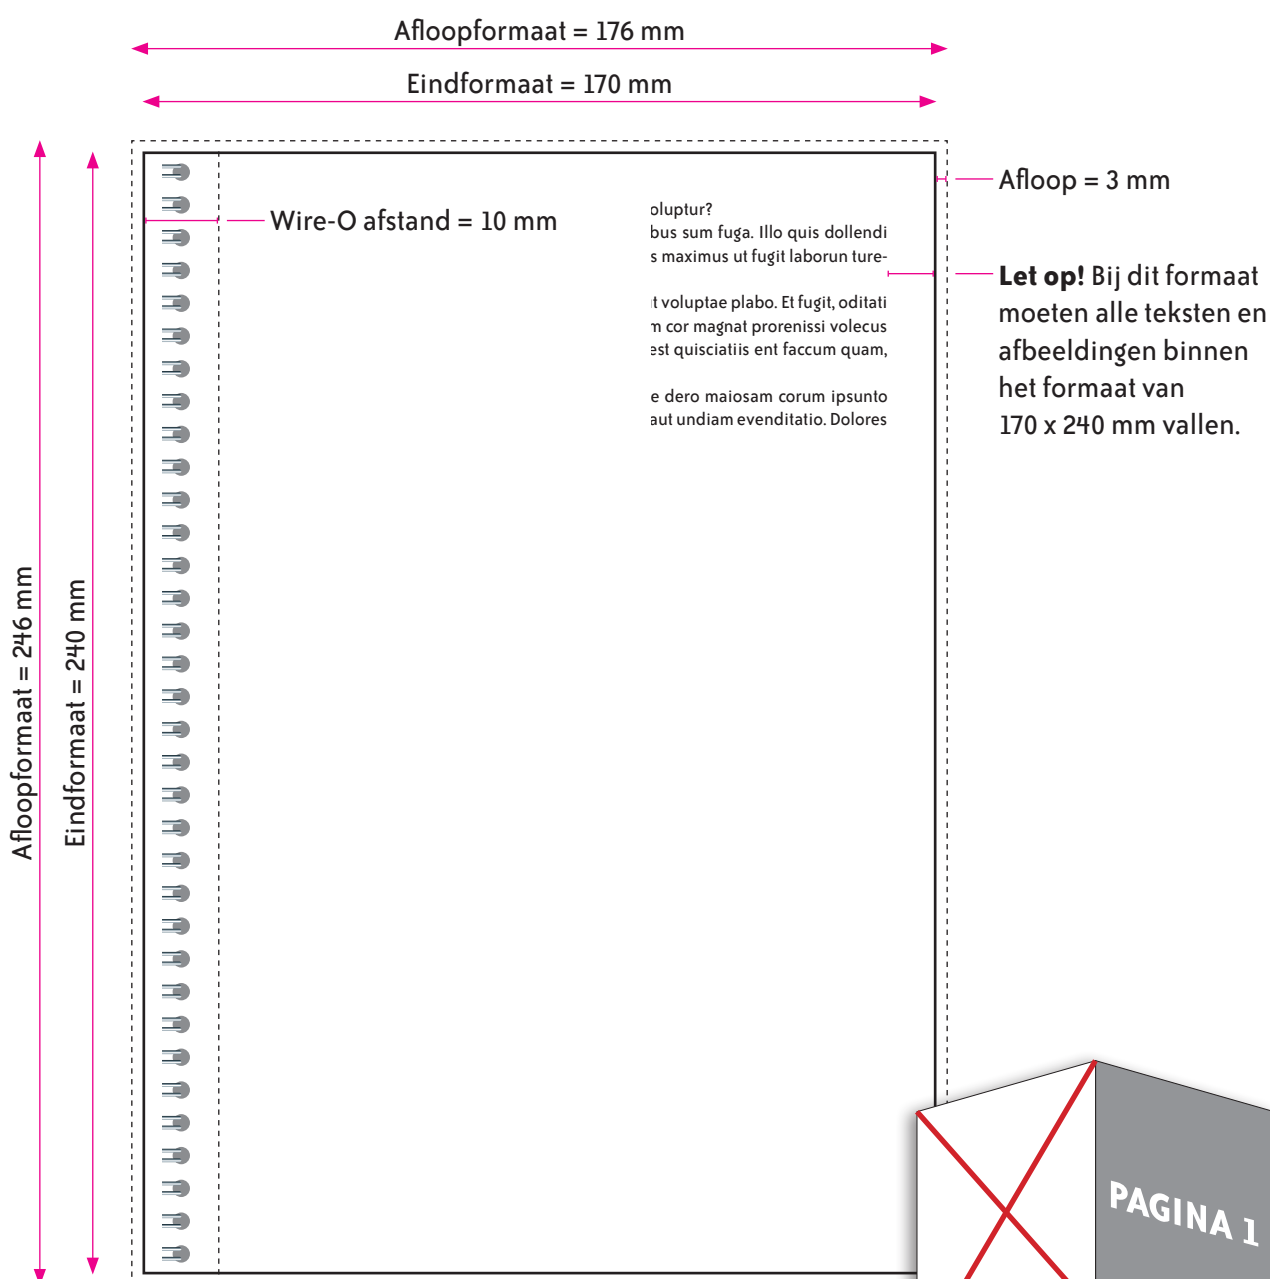 Afloopformaat = 176 mm
Eindformaat = 170 mm
Afloop = 3 mm
Wire-O afstand = 10 mm
oluptur?
bus sum fuga. Illo quis dollendi
s maximus ut fugit laborun ture-
t voluptae plabo. Et fugit, oditati
m cor magnat prorenissi volecus
est quisciatiis ent faccum quam,
e dero maiosam corum ipsunto
aut undiam evenditatio. Dolores
Let op! Bij dit formaat
moeten alle teksten en
afbeeldingen binnen
het formaat van
170 x 240 mm vallen.
Afloopformaat = 246 mm
Eindformaat = 240 mm
PAGINA 1